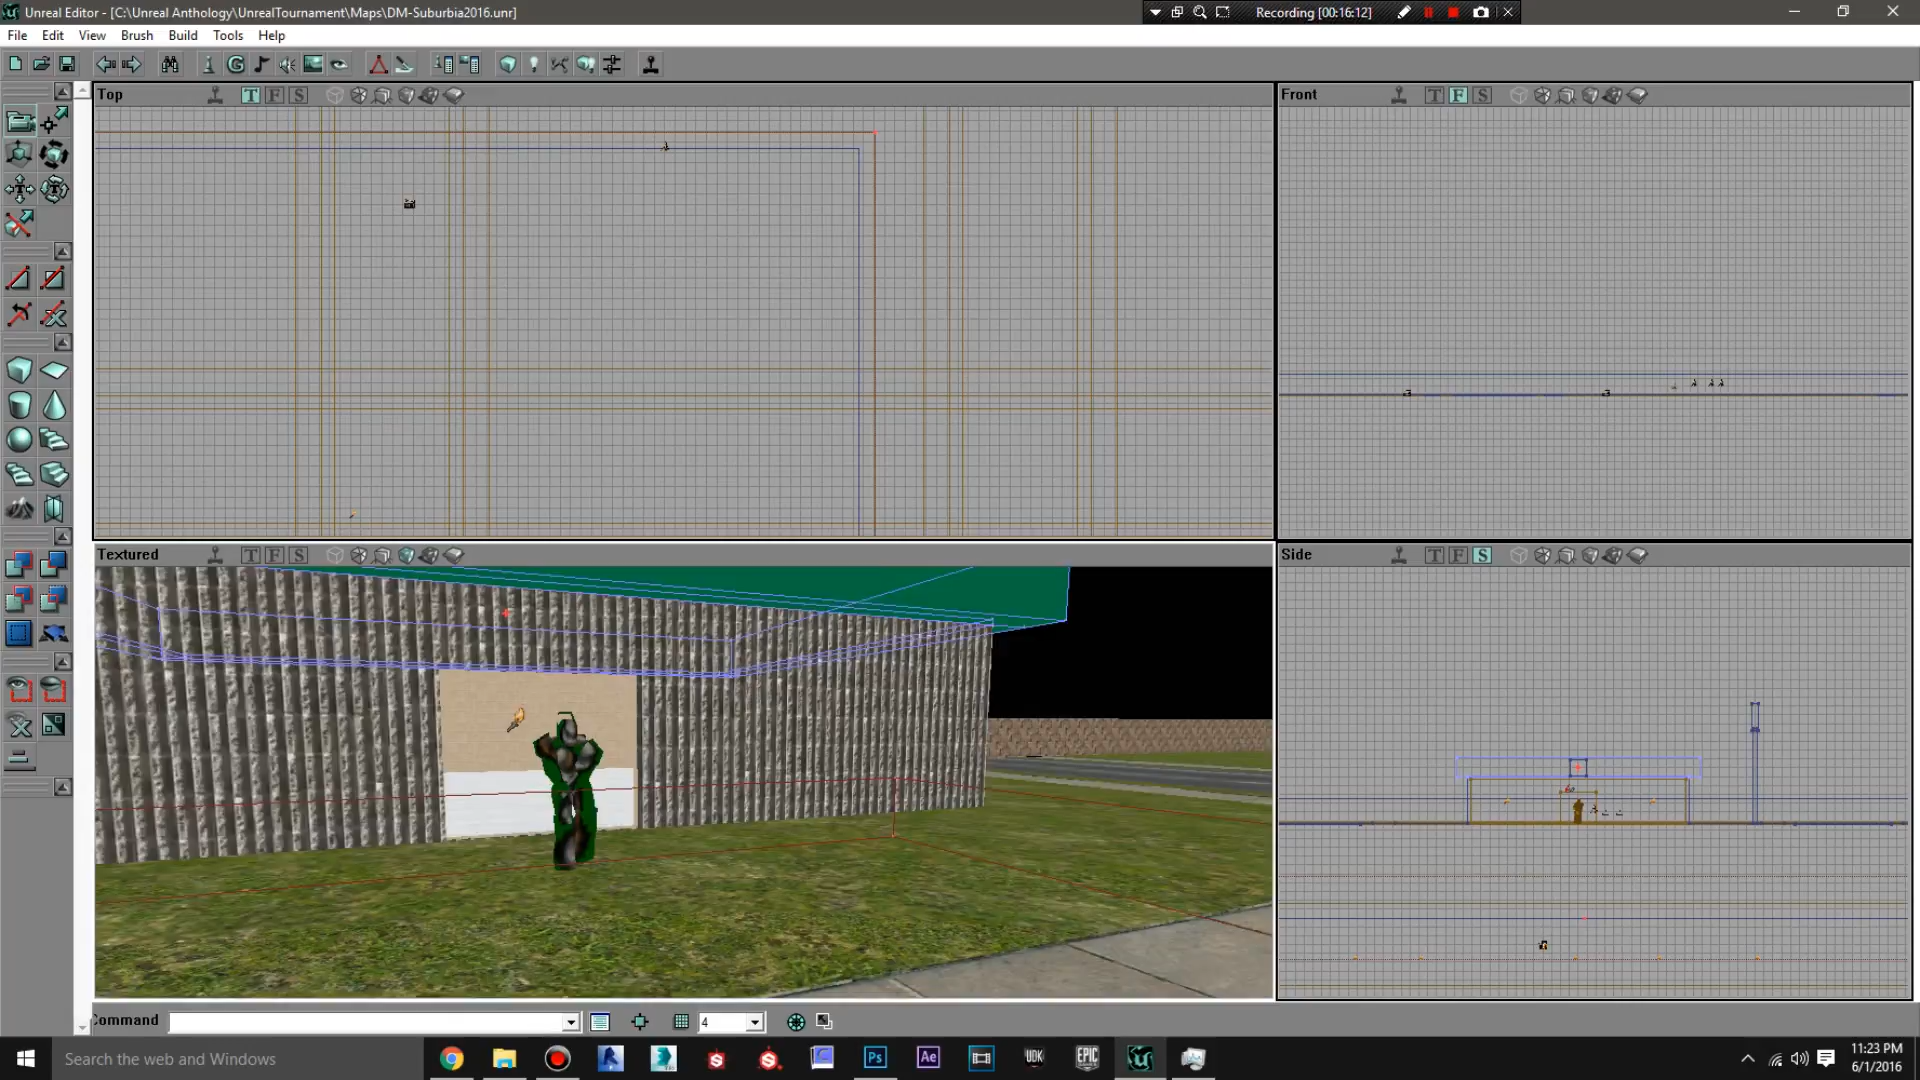 Unreal Editor - [C:\Unreal Anthology\UnrealTournament\Maps\DM-Suburbia2016.unr]
Recording [00:16:12]
File Edit View Brush Build Tools Help
Top T F S
Front T F S
Textured T F S
Side T F S
Command
4
Search the web and Windows
Ps
Ae
UDK
EPIC
11:23 PM
6/1/2016